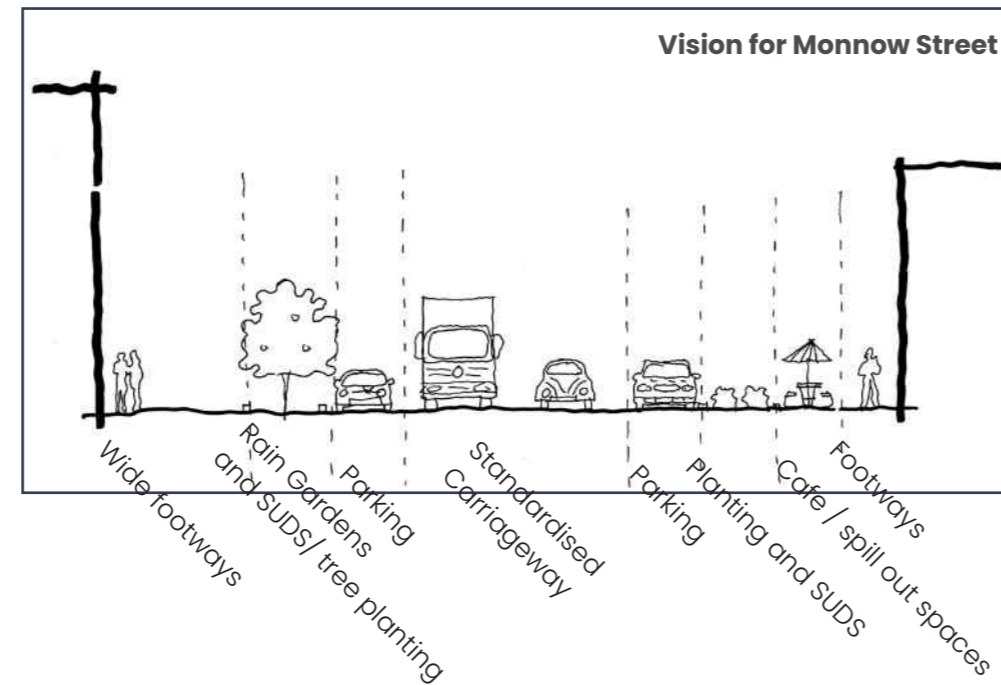 Vision for Monnow Street
Wide footways
Rain Gardens
and SUDS/ tree planting
Parking
Standardised
Carriageway
Parking
Planting and SUDS
Cafe / spill out spaces
Footways